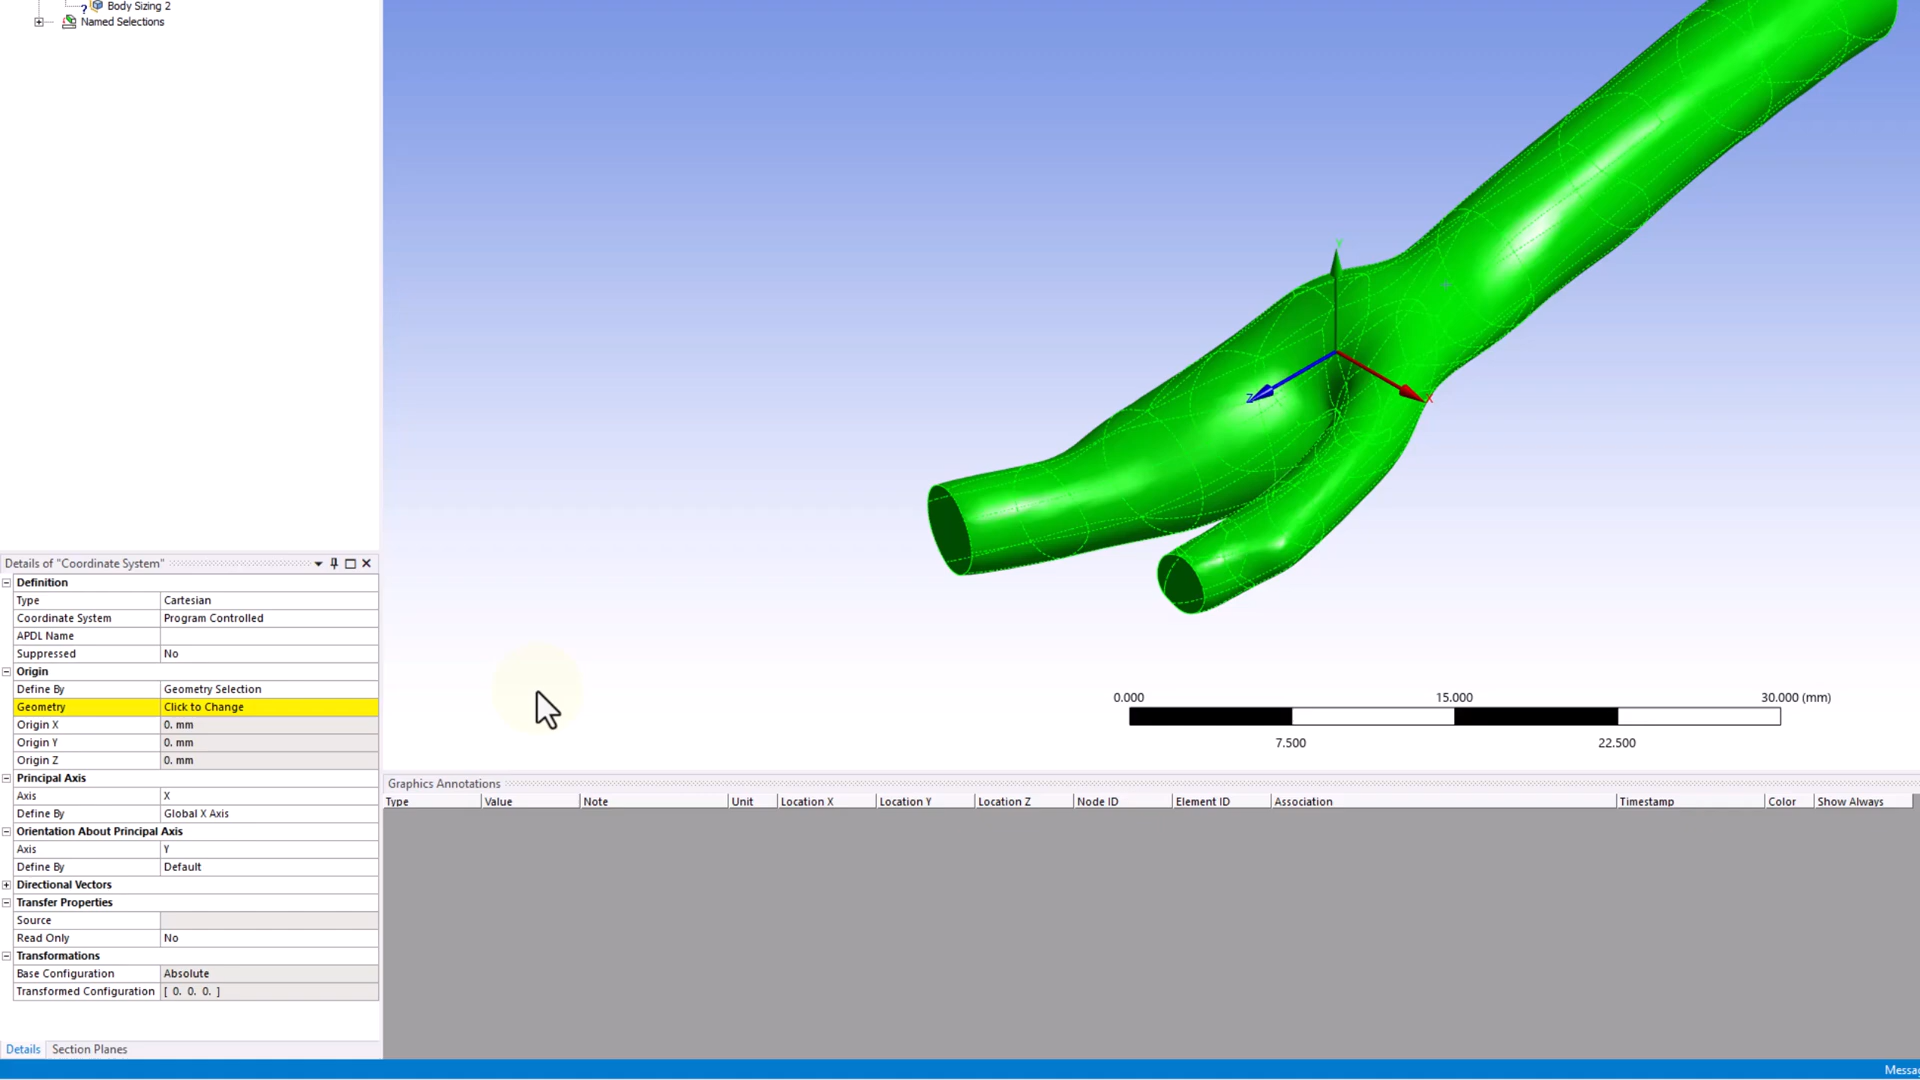 Body Sizing 2
Named Selections
Y
Z
X
0.000 15.000 30.000 (mm)
7.500 22.500
Details of "Coordinate System"
Definition
Type Cartesian
Coordinate System Program Controlled
APDL Name
Suppressed No
Origin
Define By Geometry Selection
Geometry Click to Change
Origin X 0. mm
Origin Y 0. mm
Origin Z 0. mm
Principal Axis
Axis X
Define By Global X Axis
Orientation About Principal Axis
Axis Y
Define By Default
Directional Vectors
Transfer Properties
Source
Read Only No
Transformations
Base Configuration Absolute
Transformed Configuration [ 0. 0. 0. ]
Details Section Planes
Graphics Annotations
Type Value Note Unit Location X Location Y Location Z Node ID Element ID Association Timestamp Color Show Always